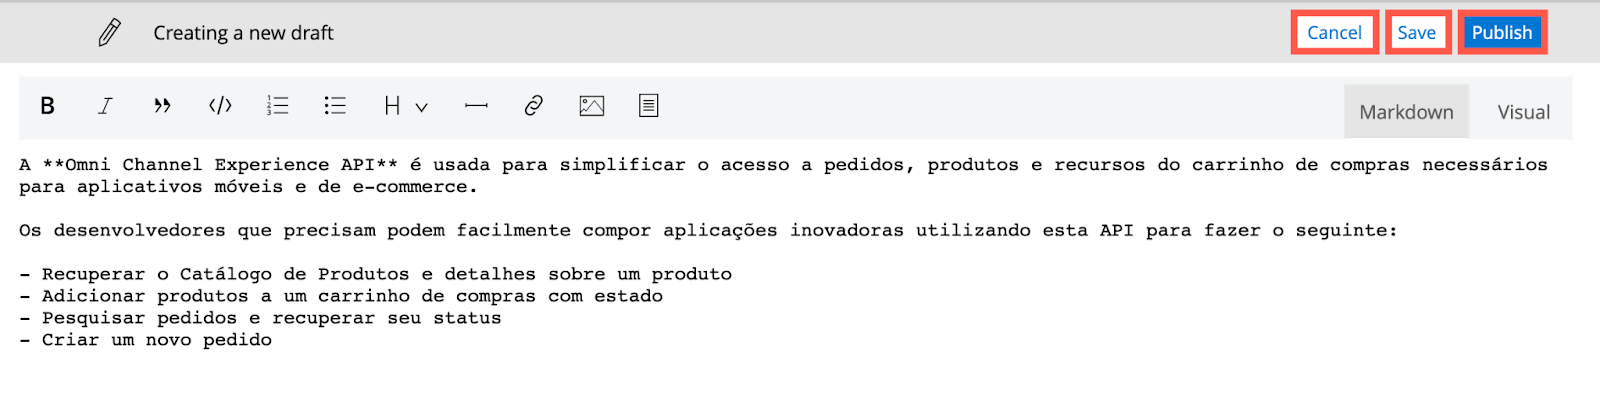 Creating a new draft
Cancel
Save
Publish
B I H
Markdown
Visual
A **Omni Channel Experience API** é usada para simplificar o acesso a pedidos, produtos e recursos do carrinho de compras necessários
para aplicativos móveis e de e-commerce.
Os desenvolvedores que precisam podem facilmente compor aplicações inovadoras utilizando esta API para fazer o seguinte:
- Recuperar o Catálogo de Produtos e detalhes sobre um produto
- Adicionar produtos a um carrinho de compras com estado
- Pesquisar pedidos e recuperar seu status
- Criar um novo pedido